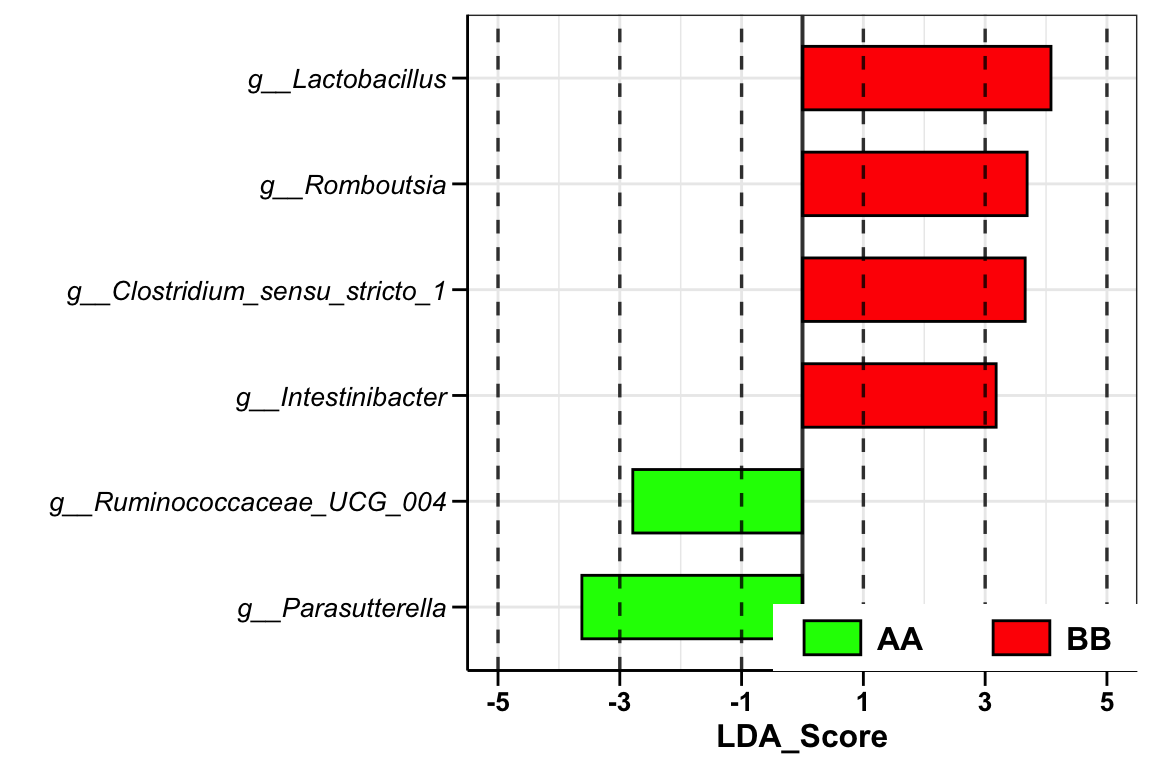 g__Lactobacillus
g__Romboutsia
g__Clostridium_sensu_stricto_1
g__Intestinibacter
g__Ruminococcaceae_UCG_004
g__Parasutterella
AA BB
-5 -3 -1 1 3 5
LDA_Score